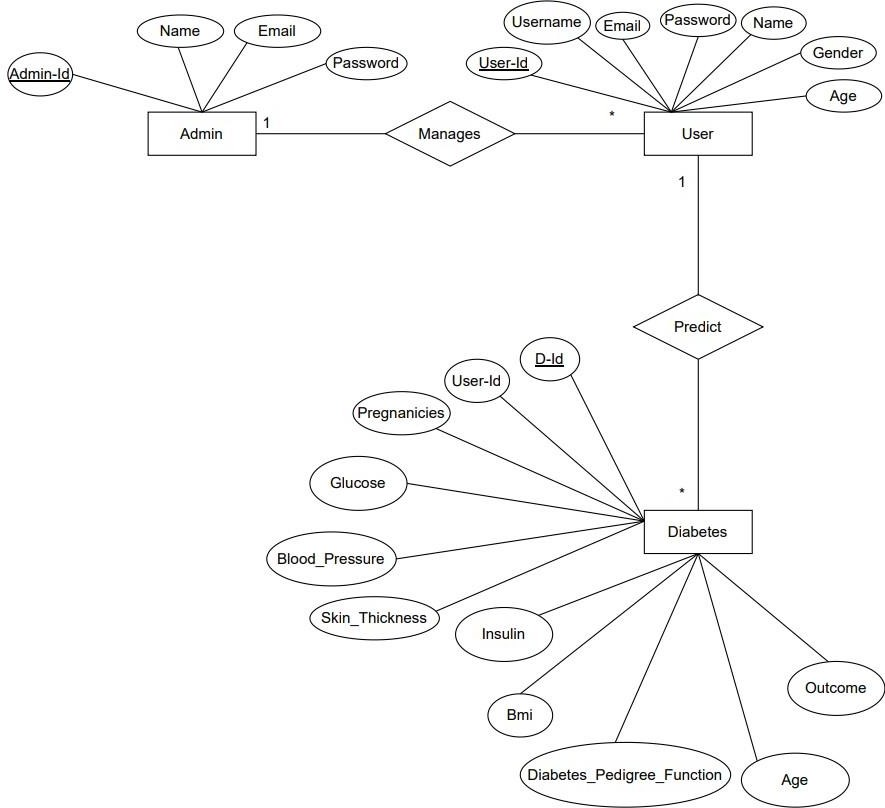 Username
Email
Password
Name
Name
Email
Gender
User-Id
Password
Admin-Id
Age
1
*
Admin
Manages
User
1
Predict
D-Id
User-Id
Pregnanicies
Glucose
*
Diabetes
Blood_Pressure
Skin_Thickness
Insulin
Outcome
Bmi
Diabetes_Pedigree_Function
Age